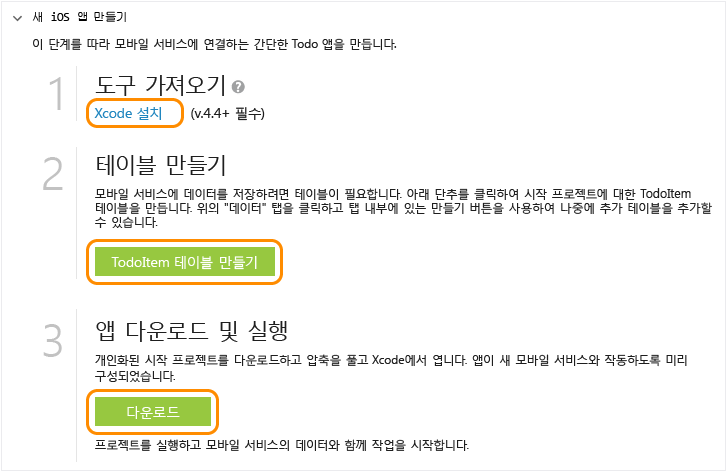 새 iOS 앱 만들기
이 단계를 따라 모바일 서비스에 연결하는 간단한 Todo 앱을 만듭니다.
1
도구 가져오기 ?
Xcode 설치 (v.4.4+ 필수)
2
테이블 만들기
모바일 서비스에 데이터를 저장하려면 테이블이 필요합니다. 아래 단추를 클릭하여 시작 프로젝트에 대한 TodoItem
테이블을 만듭니다. 위의 "데이터" 탭을 클릭하고 탭 내부에 있는 만들기 버튼을 사용하여 나중에 추가 테이블을 추가할
수 있습니다.
TodoItem 테이블 만들기
3
앱 다운로드 및 실행
개인화된 시작 프로젝트를 다운로드하고 압축을 풀고 Xcode에서 엽니다. 앱이 새 모바일 서비스와 작동하도록 미리
구성되었습니다.
다운로드
프로젝트를 실행하고 모바일 서비스의 데이터와 함께 작업을 시작합니다.